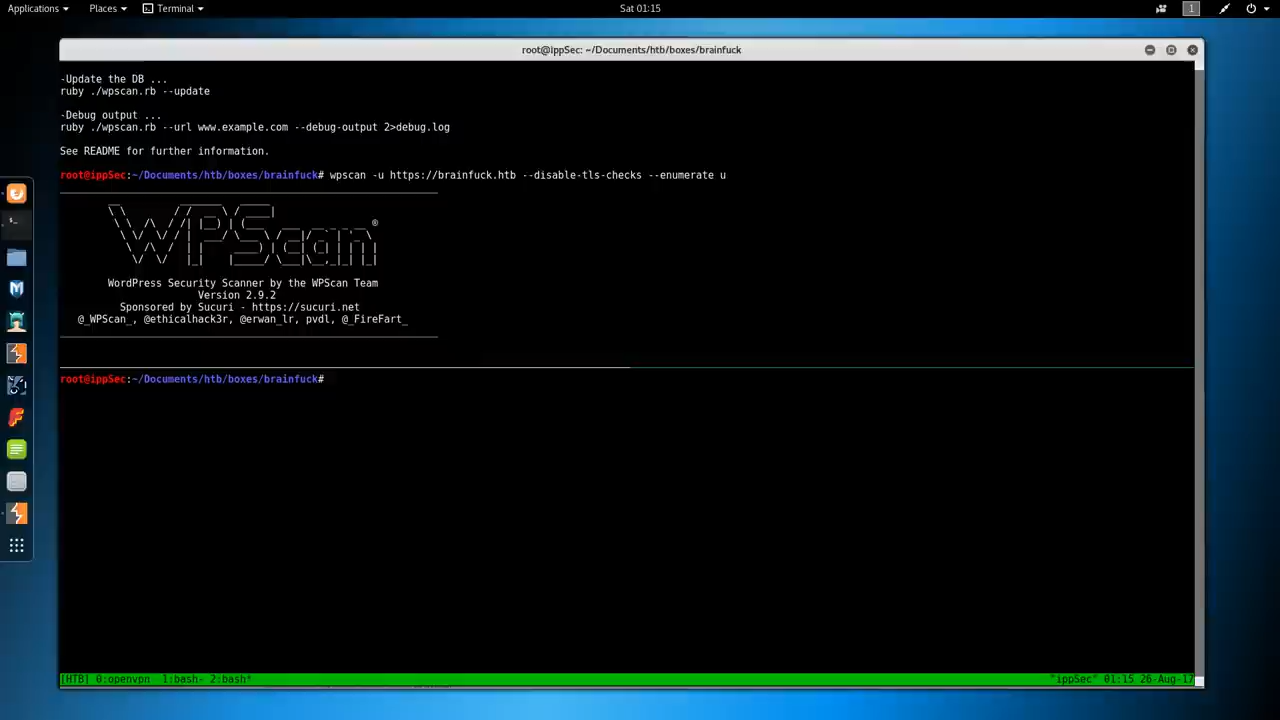 Applications Places Terminal Sat 01:15 1
root@ippSec: ~/Documents/htb/boxes/brainfuck
-Update the DB ...
ruby ./wpscan.rb --update
-Debug output ...
ruby ./wpscan.rb --url www.example.com --debug-output 2>debug.log
See README for further information.
root@ippSec:~/Documents/htb/boxes/brainfuck# wpscan -u https://brainfuck.htb --disable-tls-checks --enumerate u
WPScan ®
WordPress Security Scanner by the WPScan Team
Version 2.9.2
Sponsored by Sucuri - https://sucuri.net
@_WPScan_, @ethicalhack3r, @erwan_lr, pvdl, @_FireFart_
root@ippSec:~/Documents/htb/boxes/brainfuck#
[HTB] 0:openvpn 1:bash- 2:bash* "ippSec" 01:15 26-Aug-17